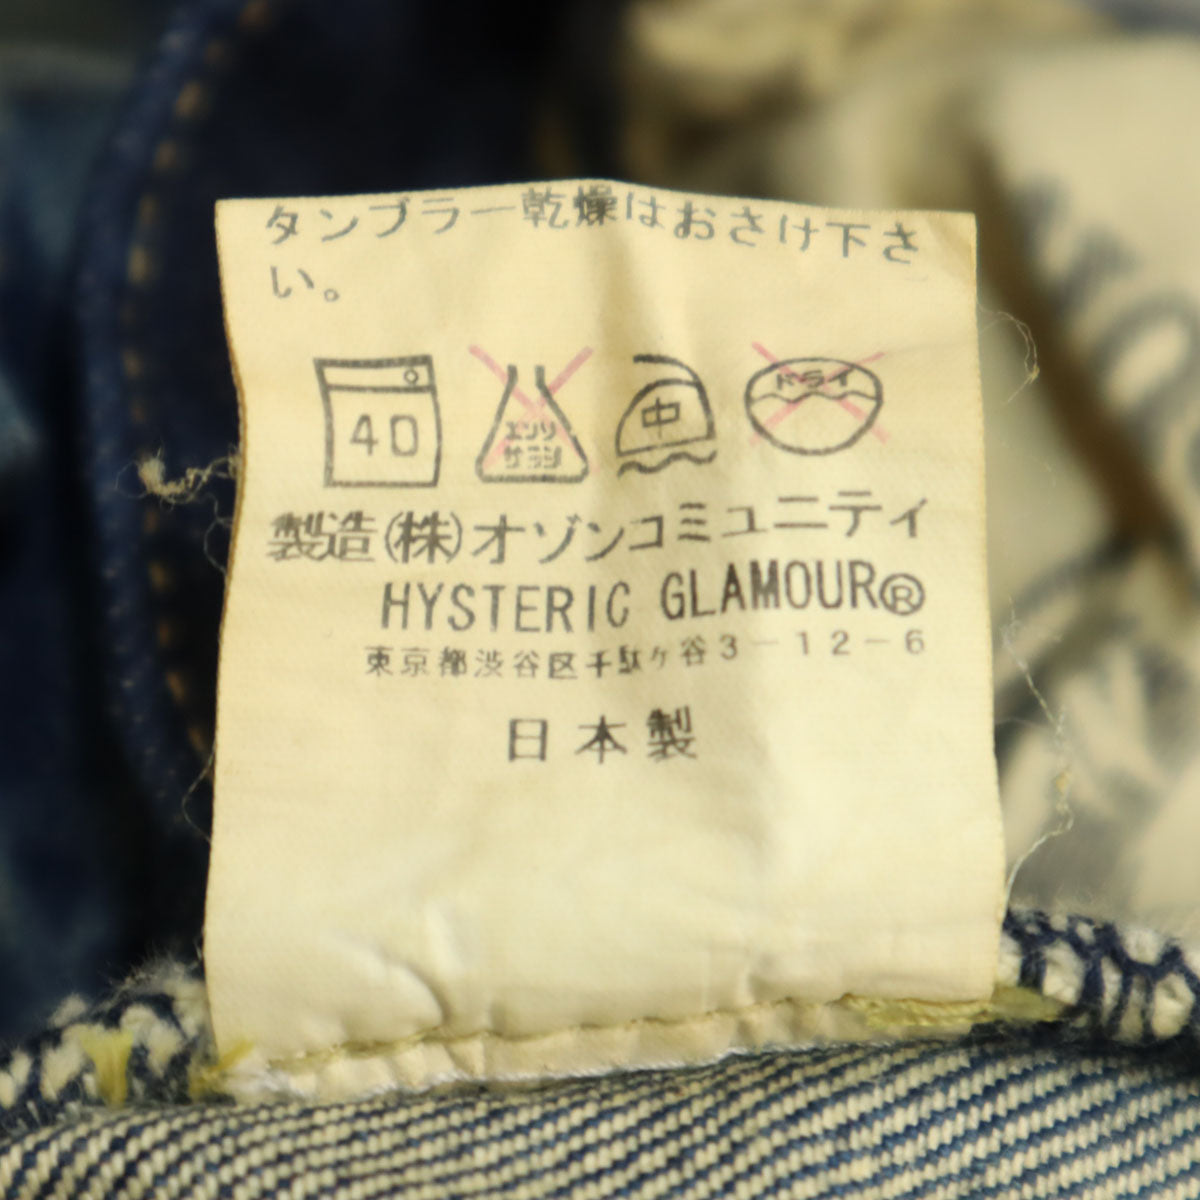 タンブラー乾燥はおさけ下さ
い。
40
エンソ
サラシ
中
ドライ
製造(株)オゾンコミュニティ
HYSTERIC GLAMOUR®
東京都渋谷区千駄ヶ谷3-12-6
日本製